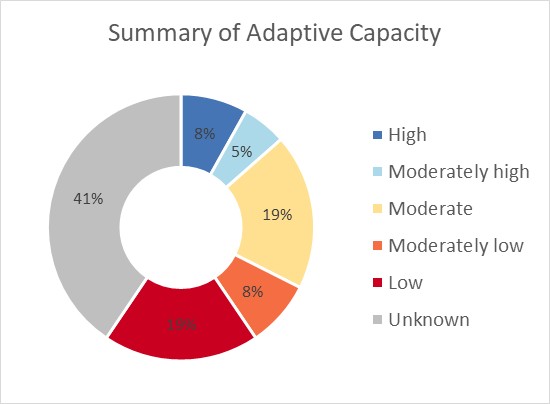 Summary of Adaptive Capacity
8%
5%
19%
8%
19%
41%
High
Moderately high
Moderate
Moderately low
Low
Unknown